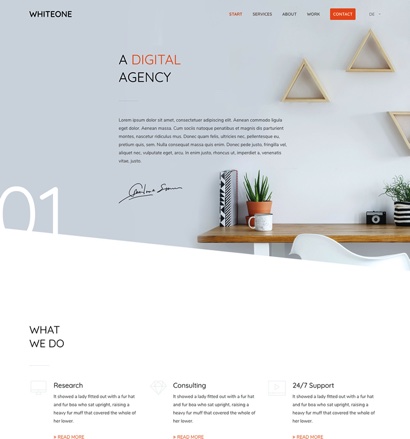 WHITEONE
START SERVICES ABOUT WORK CONTACT DE
A DIGITAL
AGENCY
Lorem ipsum dolor sit amet, consectetuer adipiscing elit. Aenean commodo ligula
eget dolor. Aenean massa. Cum sociis natoque penatibus et magnis dis parturient
montes, nascetur ridiculus mus. Donec quam felis, ultricies nec, pellentesque eu,
pretium quis, sem. Nulla consequat massa quis enim. Donec pede justo, fringilla vel,
aliquet nec, vulputate eget, arcu. In enim justo, rhoncus ut, imperdiet a, venenatis
vitae, justo.
01
WHAT
WE DO
Research
It showed a lady fitted out with a fur hat
and fur boa who sat upright, raising a
heavy fur muff that covered the whole of
her lower.
» READ MORE
Consulting
It showed a lady fitted out with a fur hat
and fur boa who sat upright, raising a
heavy fur muff that covered the whole of
her lower.
» READ MORE
24/7 Support
It showed a lady fitted out with a fur hat
and fur boa who sat upright, raising a
heavy fur muff that covered the whole of
her lower.
» READ MORE